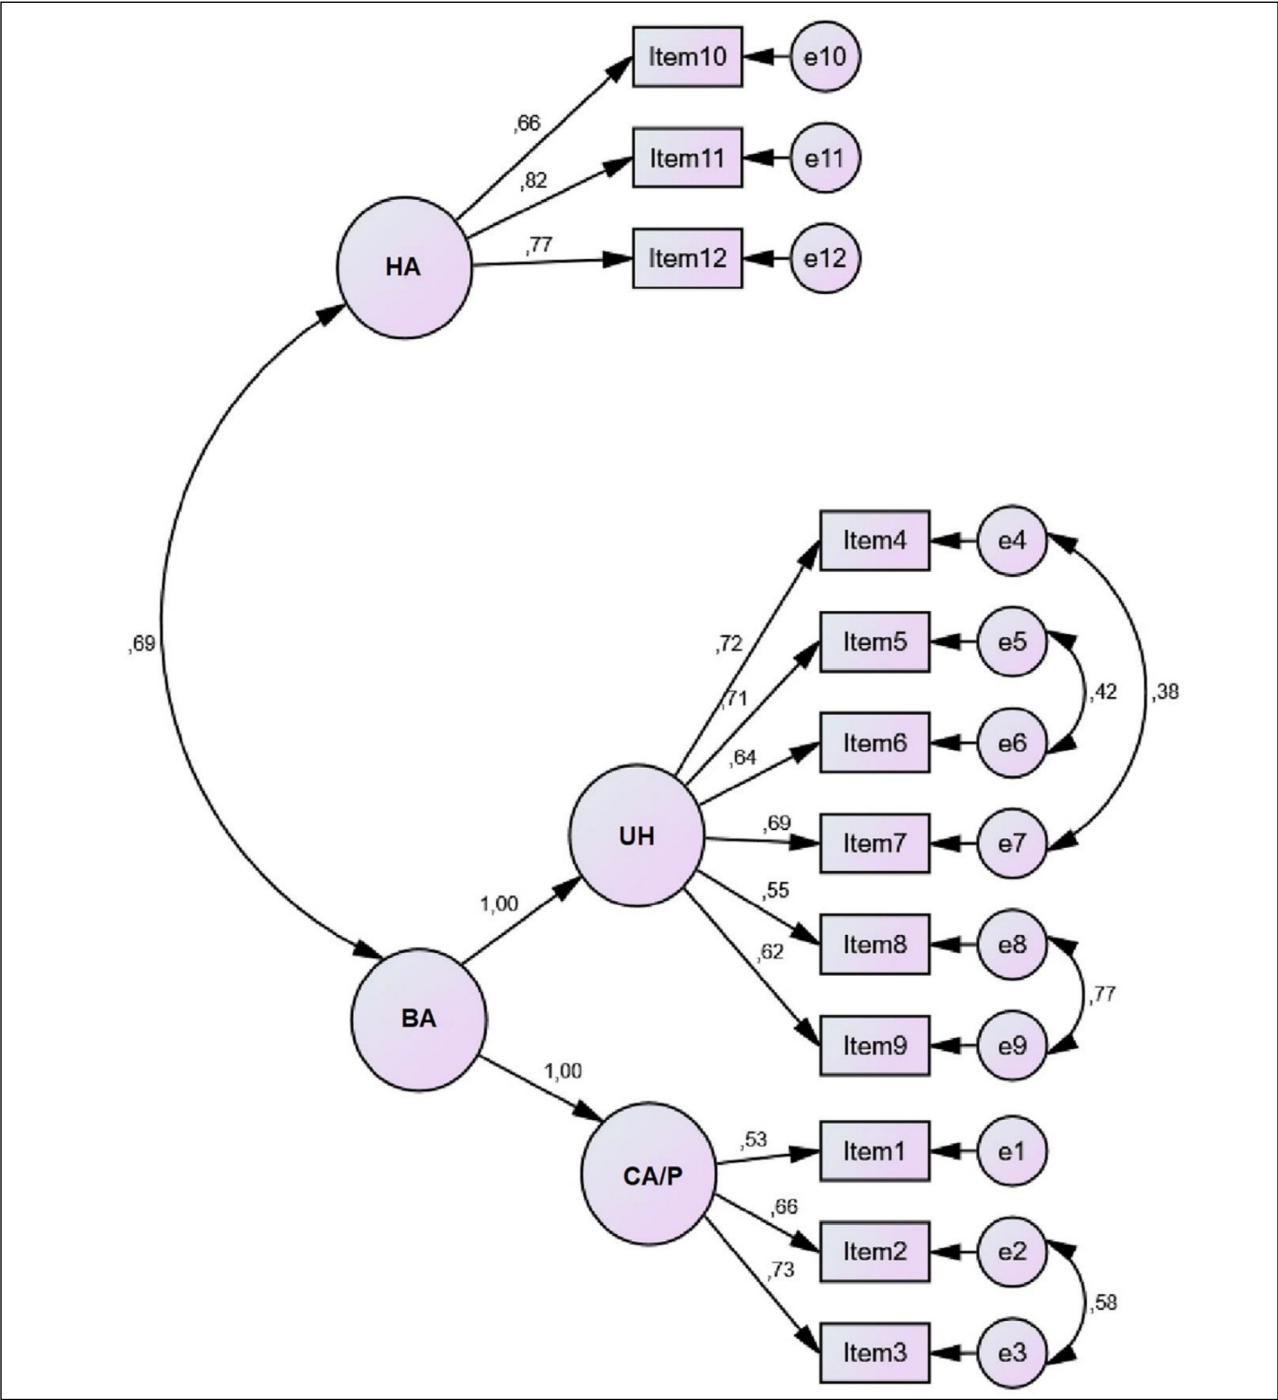 Item10 e10
,66
Item11 e11
,82
,77
Item12 e12
HA
Item4 e4
,69
,72
Item5 e5
,71
,42 ,38
,64
Item6 e6
,69
UH
Item7 e7
,55
1,00
,62
Item8 e8
,77
BA
Item9 e9
1,00
,53
Item1 e1
CA/P
,66
Item2 e2
,73
,58
Item3 e3